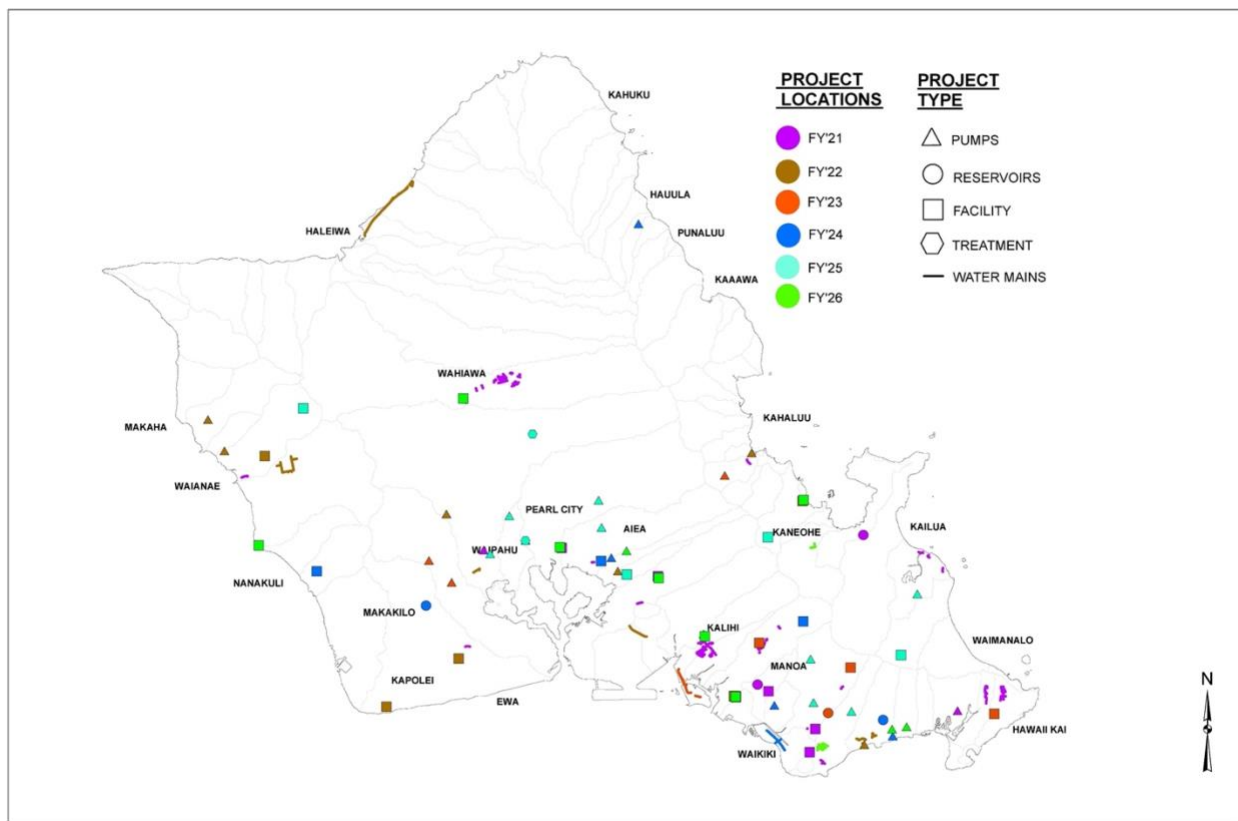 PROJECT
LOCATIONS
FY'21
FY'22
FY'23
FY'24
FY'25
FY'26
PROJECT
TYPE
PUMPS
RESERVOIRS
FACILITY
TREATMENT
WATER MAINS
KAHUKU
HAUULA
PUNALUU
HALEIWA
KAAAWA
WAHIAWA
KAHALUU
MAKAHA
WAIANAE
PEARL CITY
AIEA
KANEOHE
KAILUA
WAIPAHU
NANAKULI
MAKAKILO
KALIHI
WAIMANALO
MANOA
KAPOLEI
EWA
HAWAII KAI
WAIKIKI
N